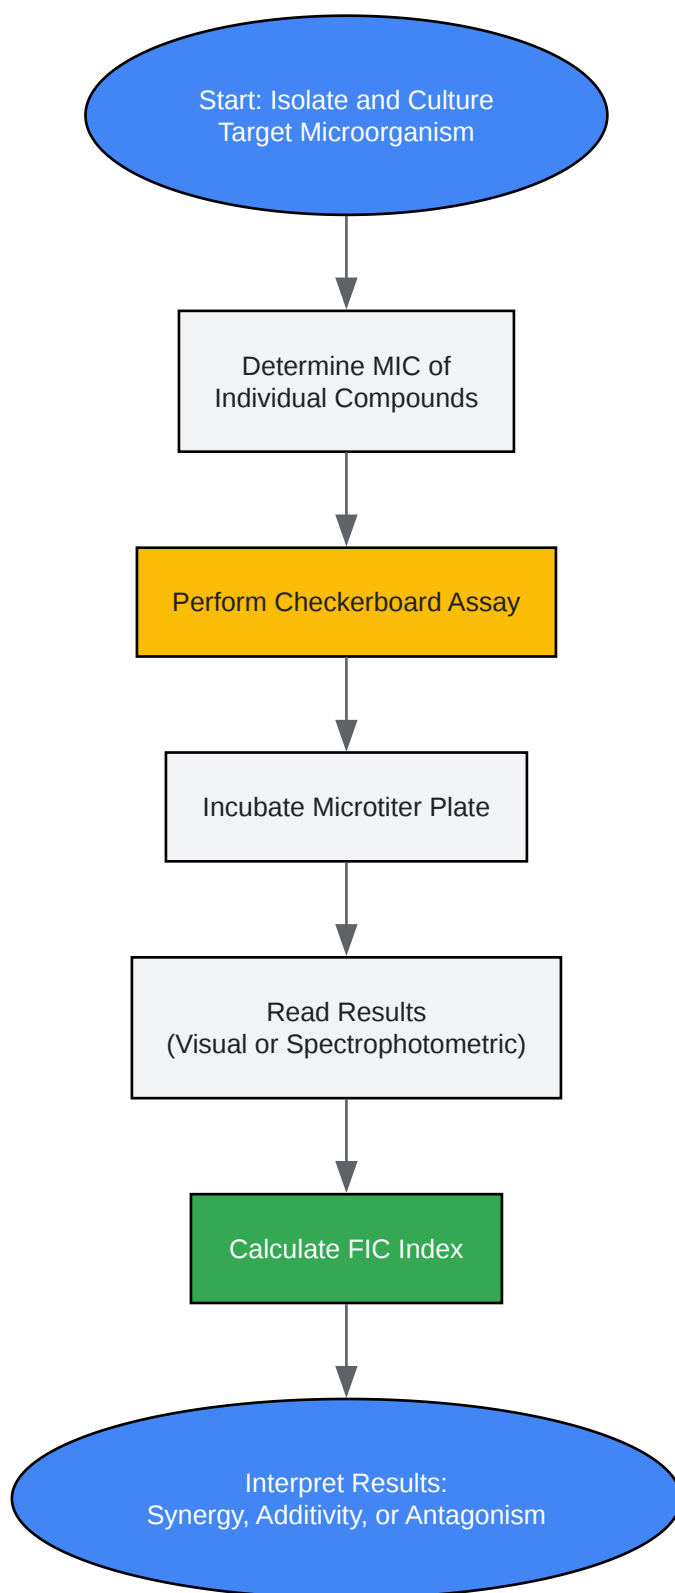 Start: Isolate and Culture
Target Microorganism
Determine MIC of
Individual Compounds
Perform Checkerboard Assay
Incubate Microtiter Plate
Read Results
(Visual or Spectrophotometric)
Calculate FIC Index
Interpret Results:
Synergy, Additivity, or Antagonism